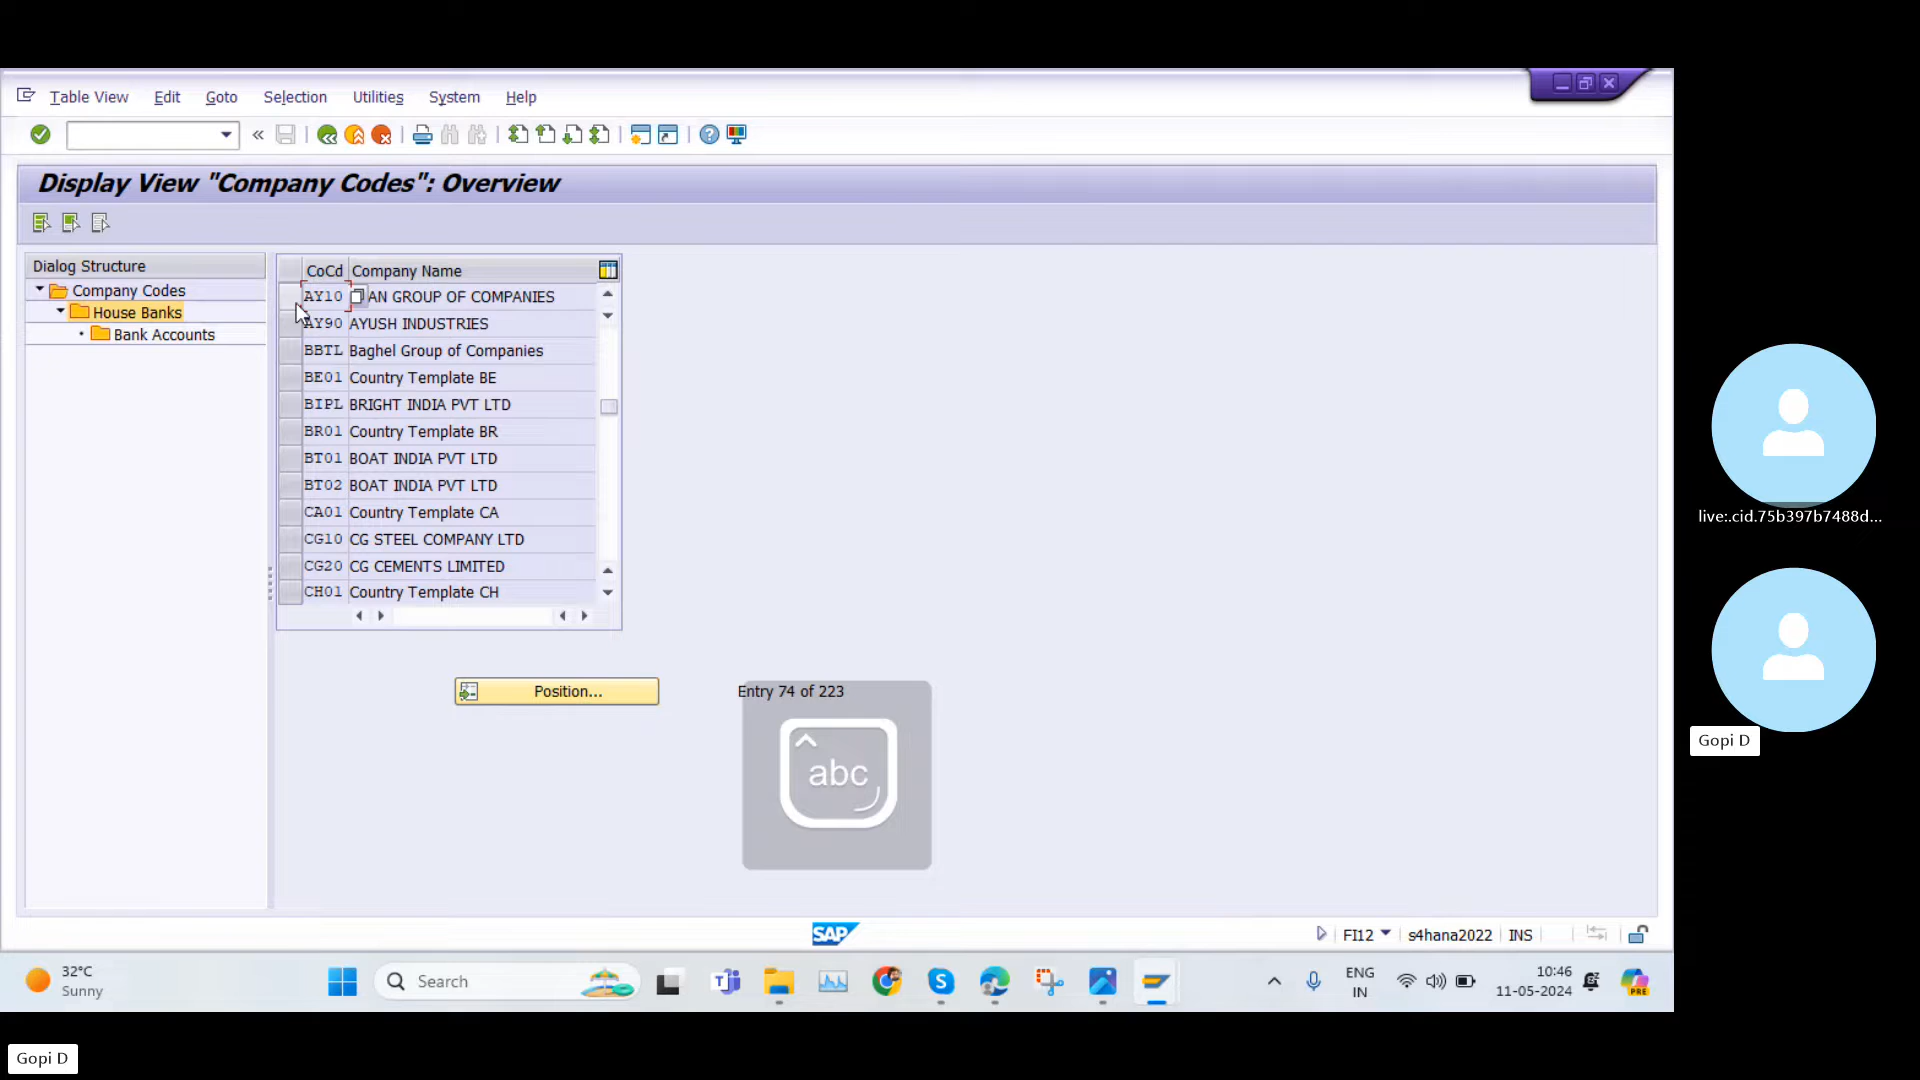 Table View Edit Goto Selection Utilities System Help
Display View "Company Codes": Overview
Dialog Structure
Company Codes
House Banks
Bank Accounts
CoCd Company Name
AY10 AN GROUP OF COMPANIES
AY90 AYUSH INDUSTRIES
BBTL Baghel Group of Companies
BE01 Country Template BE
BIPL BRIGHT INDIA PVT LTD
BR01 Country Template BR
BT01 BOAT INDIA PVT LTD
BT02 BOAT INDIA PVT LTD
CA01 Country Template CA
CG10 CG STEEL COMPANY LTD
CG20 CG CEMENTS LIMITED
CH01 Country Template CH
Position...
Entry 74 of 223
abc
SAP
FI12 s4hana2022 INS
live:.cid.75b397b7488d...
Gopi D
32°C
Sunny
Search
ENG
IN
10:46
11-05-2024
PRE
Gopi D